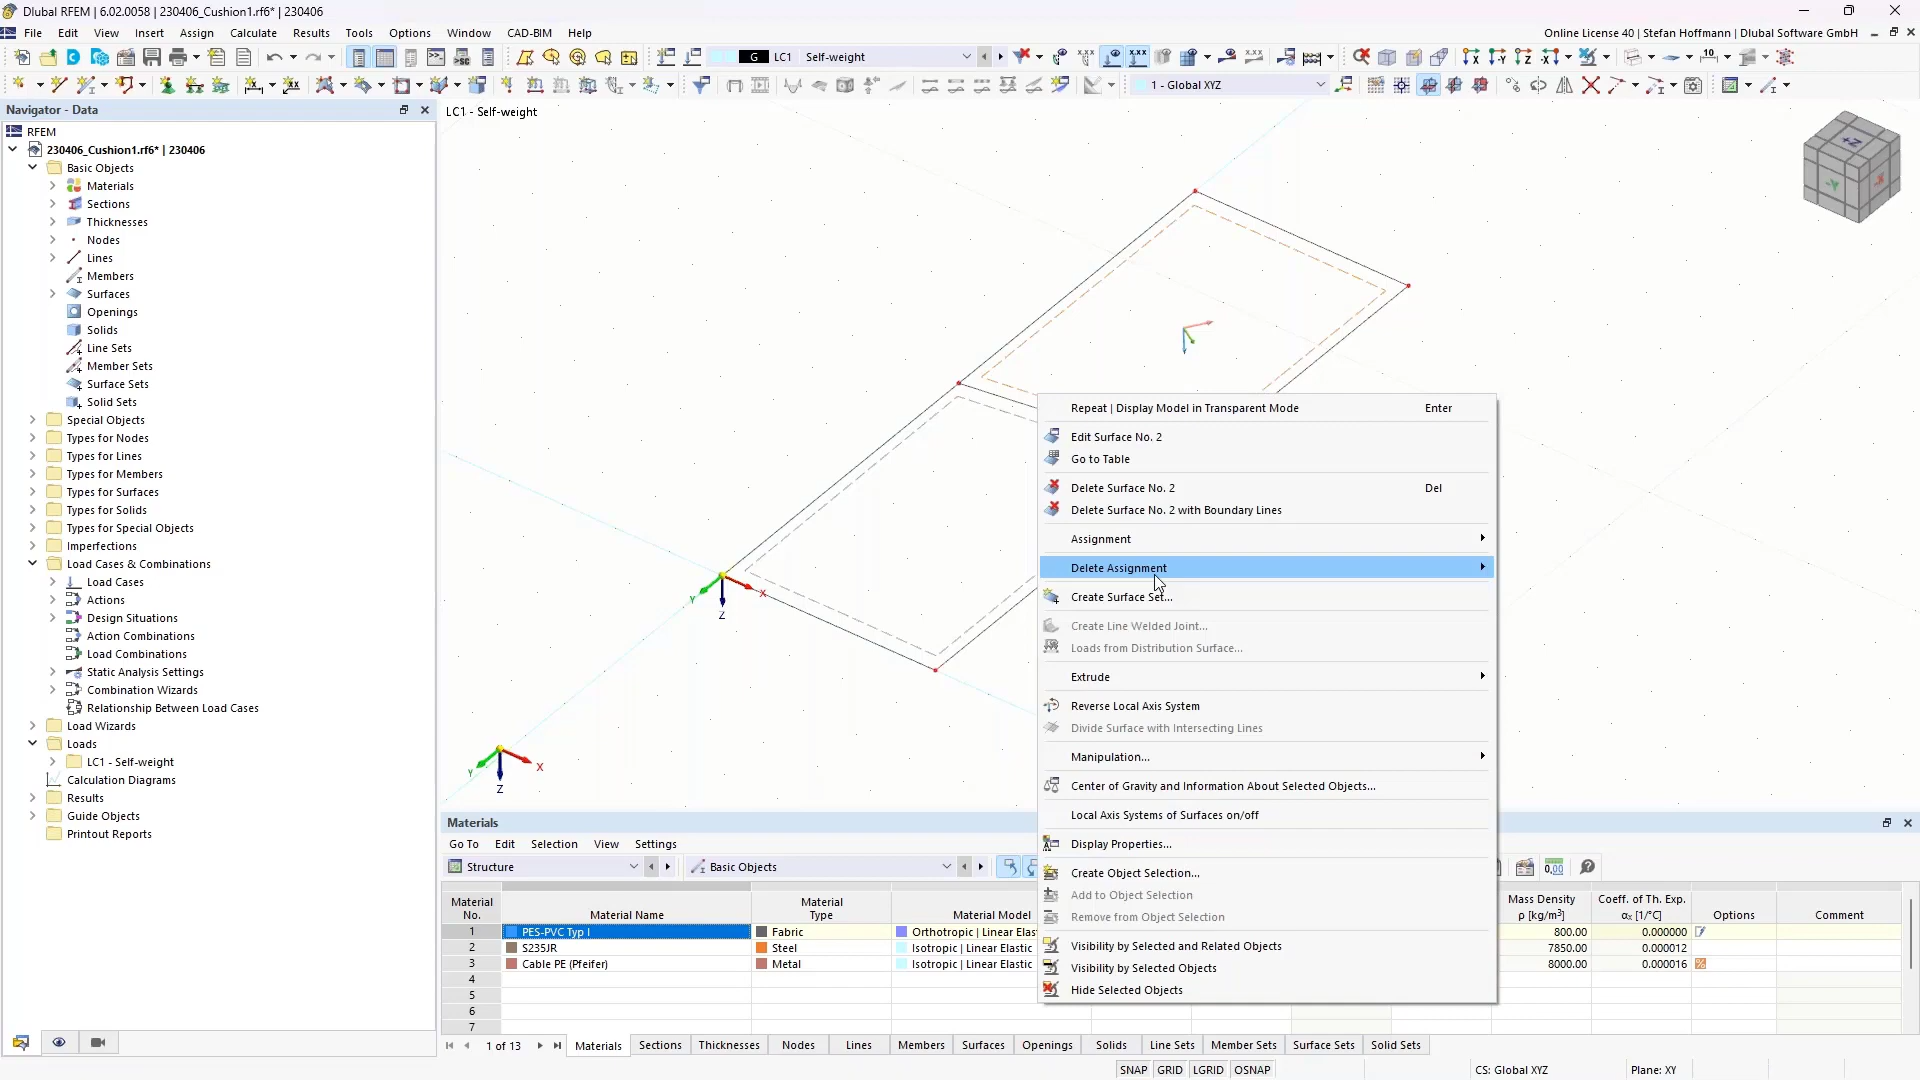 Dlubal RFEM | 6.02.0058 | 230406_Cushion1.rf6* | 230406
File Edit View Insert Assign Calculate Results Tools Options Window CAD-BIM Help
Online License 40 | Stefan Hoffmann | Dlubal Software GmbH
G LC1 Self-weight
1 - Global XYZ
Navigator - Data
RFEM
230406_Cushion1.rf6* | 230406
Basic Objects
Materials
Sections
Thicknesses
Nodes
Lines
Members
Surfaces
Openings
Solids
Line Sets
Member Sets
Surface Sets
Solid Sets
Special Objects
Types for Nodes
Types for Lines
Types for Members
Types for Surfaces
Types for Solids
Types for Special Objects
Imperfections
Load Cases & Combinations
Load Cases
Actions
Design Situations
Action Combinations
Load Combinations
Static Analysis Settings
Combination Wizards
Relationship Between Load Cases
Load Wizards
Loads
LC1 - Self-weight
Calculation Diagrams
Results
Guide Objects
Printout Reports
LC1 - Self-weight
+Z
-Y
-X
Y
X
Z
Y
X
Z
Repeat | Display Model in Transparent Mode Enter
Edit Surface No. 2
Go to Table
Delete Surface No. 2 Del
Delete Surface No. 2 with Boundary Lines
Assignment
Delete Assignment
Create Surface Set...
Create Line Welded Joint...
Loads from Distribution Surface...
Extrude
Reverse Local Axis System
Divide Surface with Intersecting Lines
Manipulation...
Center of Gravity and Information About Selected Objects...
Local Axis Systems of Surfaces on/off
Display Properties...
Create Object Selection...
Add to Object Selection
Remove from Object Selection
Visibility by Selected and Related Objects
Visibility by Selected Objects
Hide Selected Objects
Materials
Go To Edit Selection View Settings
Structure
Basic Objects
Material No. Material Name Material Type Material Model Mass Density ρ [kg/m³] Coeff. of Th. Exp. αx [1/°C] Options Comment
1 PES-PVC Typ I Fabric Orthotropic | Linear Elas 800.00 0.000000
2 S235JR Steel Isotropic | Linear Elastic 7850.00 0.000012
3 Cable PE (Pfeifer) Metal Isotropic | Linear Elastic 8000.00 0.000016
4
5
6
7
1 of 13 Materials Sections Thicknesses Nodes Lines Members Surfaces Openings Solids Line Sets Member Sets Surface Sets Solid Sets
SNAP GRID LGRID OSNAP CS: Global XYZ Plane: XY